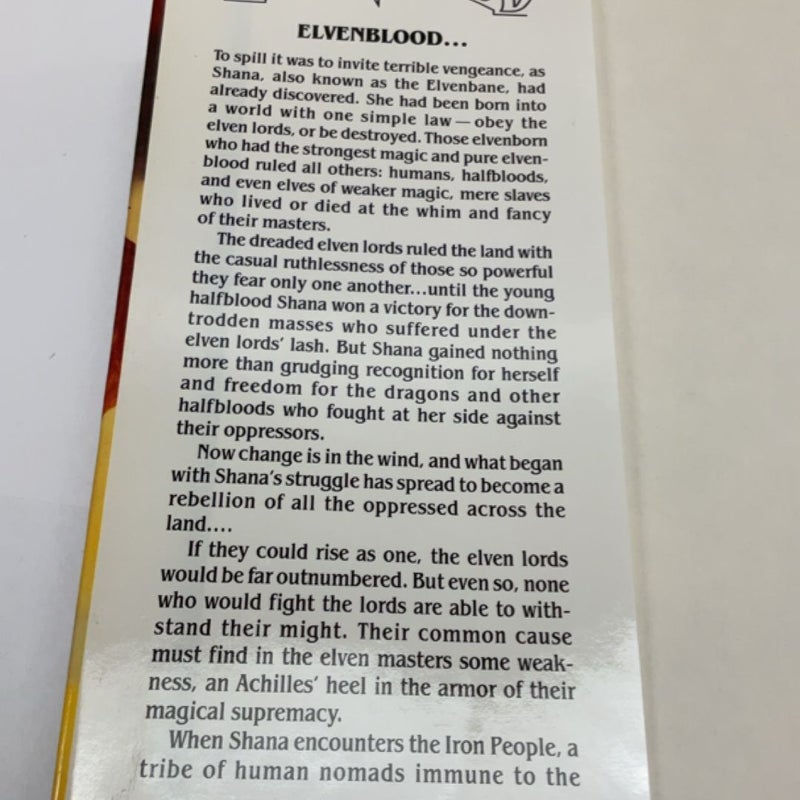 ELVENBLOOD...
To spill it was to invite terrible vengeance, as
Shana, also known as the Elvenbane, had
already discovered. She had been born into
a world with one simple law — obey the
elven lords, or be destroyed. Those elvenborn
who had the strongest magic and pure elven-
blood ruled all others: humans, halfbloods,
and even elves of weaker magic, mere slaves
who lived or died at the whim and fancy
of their masters.
The dreaded elven lords ruled the land with
the casual ruthlessness of those so powerful
they fear only one another...until the young
halfblood Shana won a victory for the down-
trodden masses who suffered under the
elven lords' lash. But Shana gained nothing
more than grudging recognition for herself
and freedom for the dragons and other
halfbloods who fought at her side against
their oppressors.
Now change is in the wind, and what began
with Shana's struggle has spread to become a
rebellion of all the oppressed across the
land....
If they could rise as one, the elven lords
would be far outnumbered. But even so, none
who would fight the lords are able to with-
stand their might. Their common cause
must find in the elven masters some weak-
ness, an Achilles' heel in the armor of their
magical supremacy.
When Shana encounters the Iron People, a
tribe of human nomads immune to the